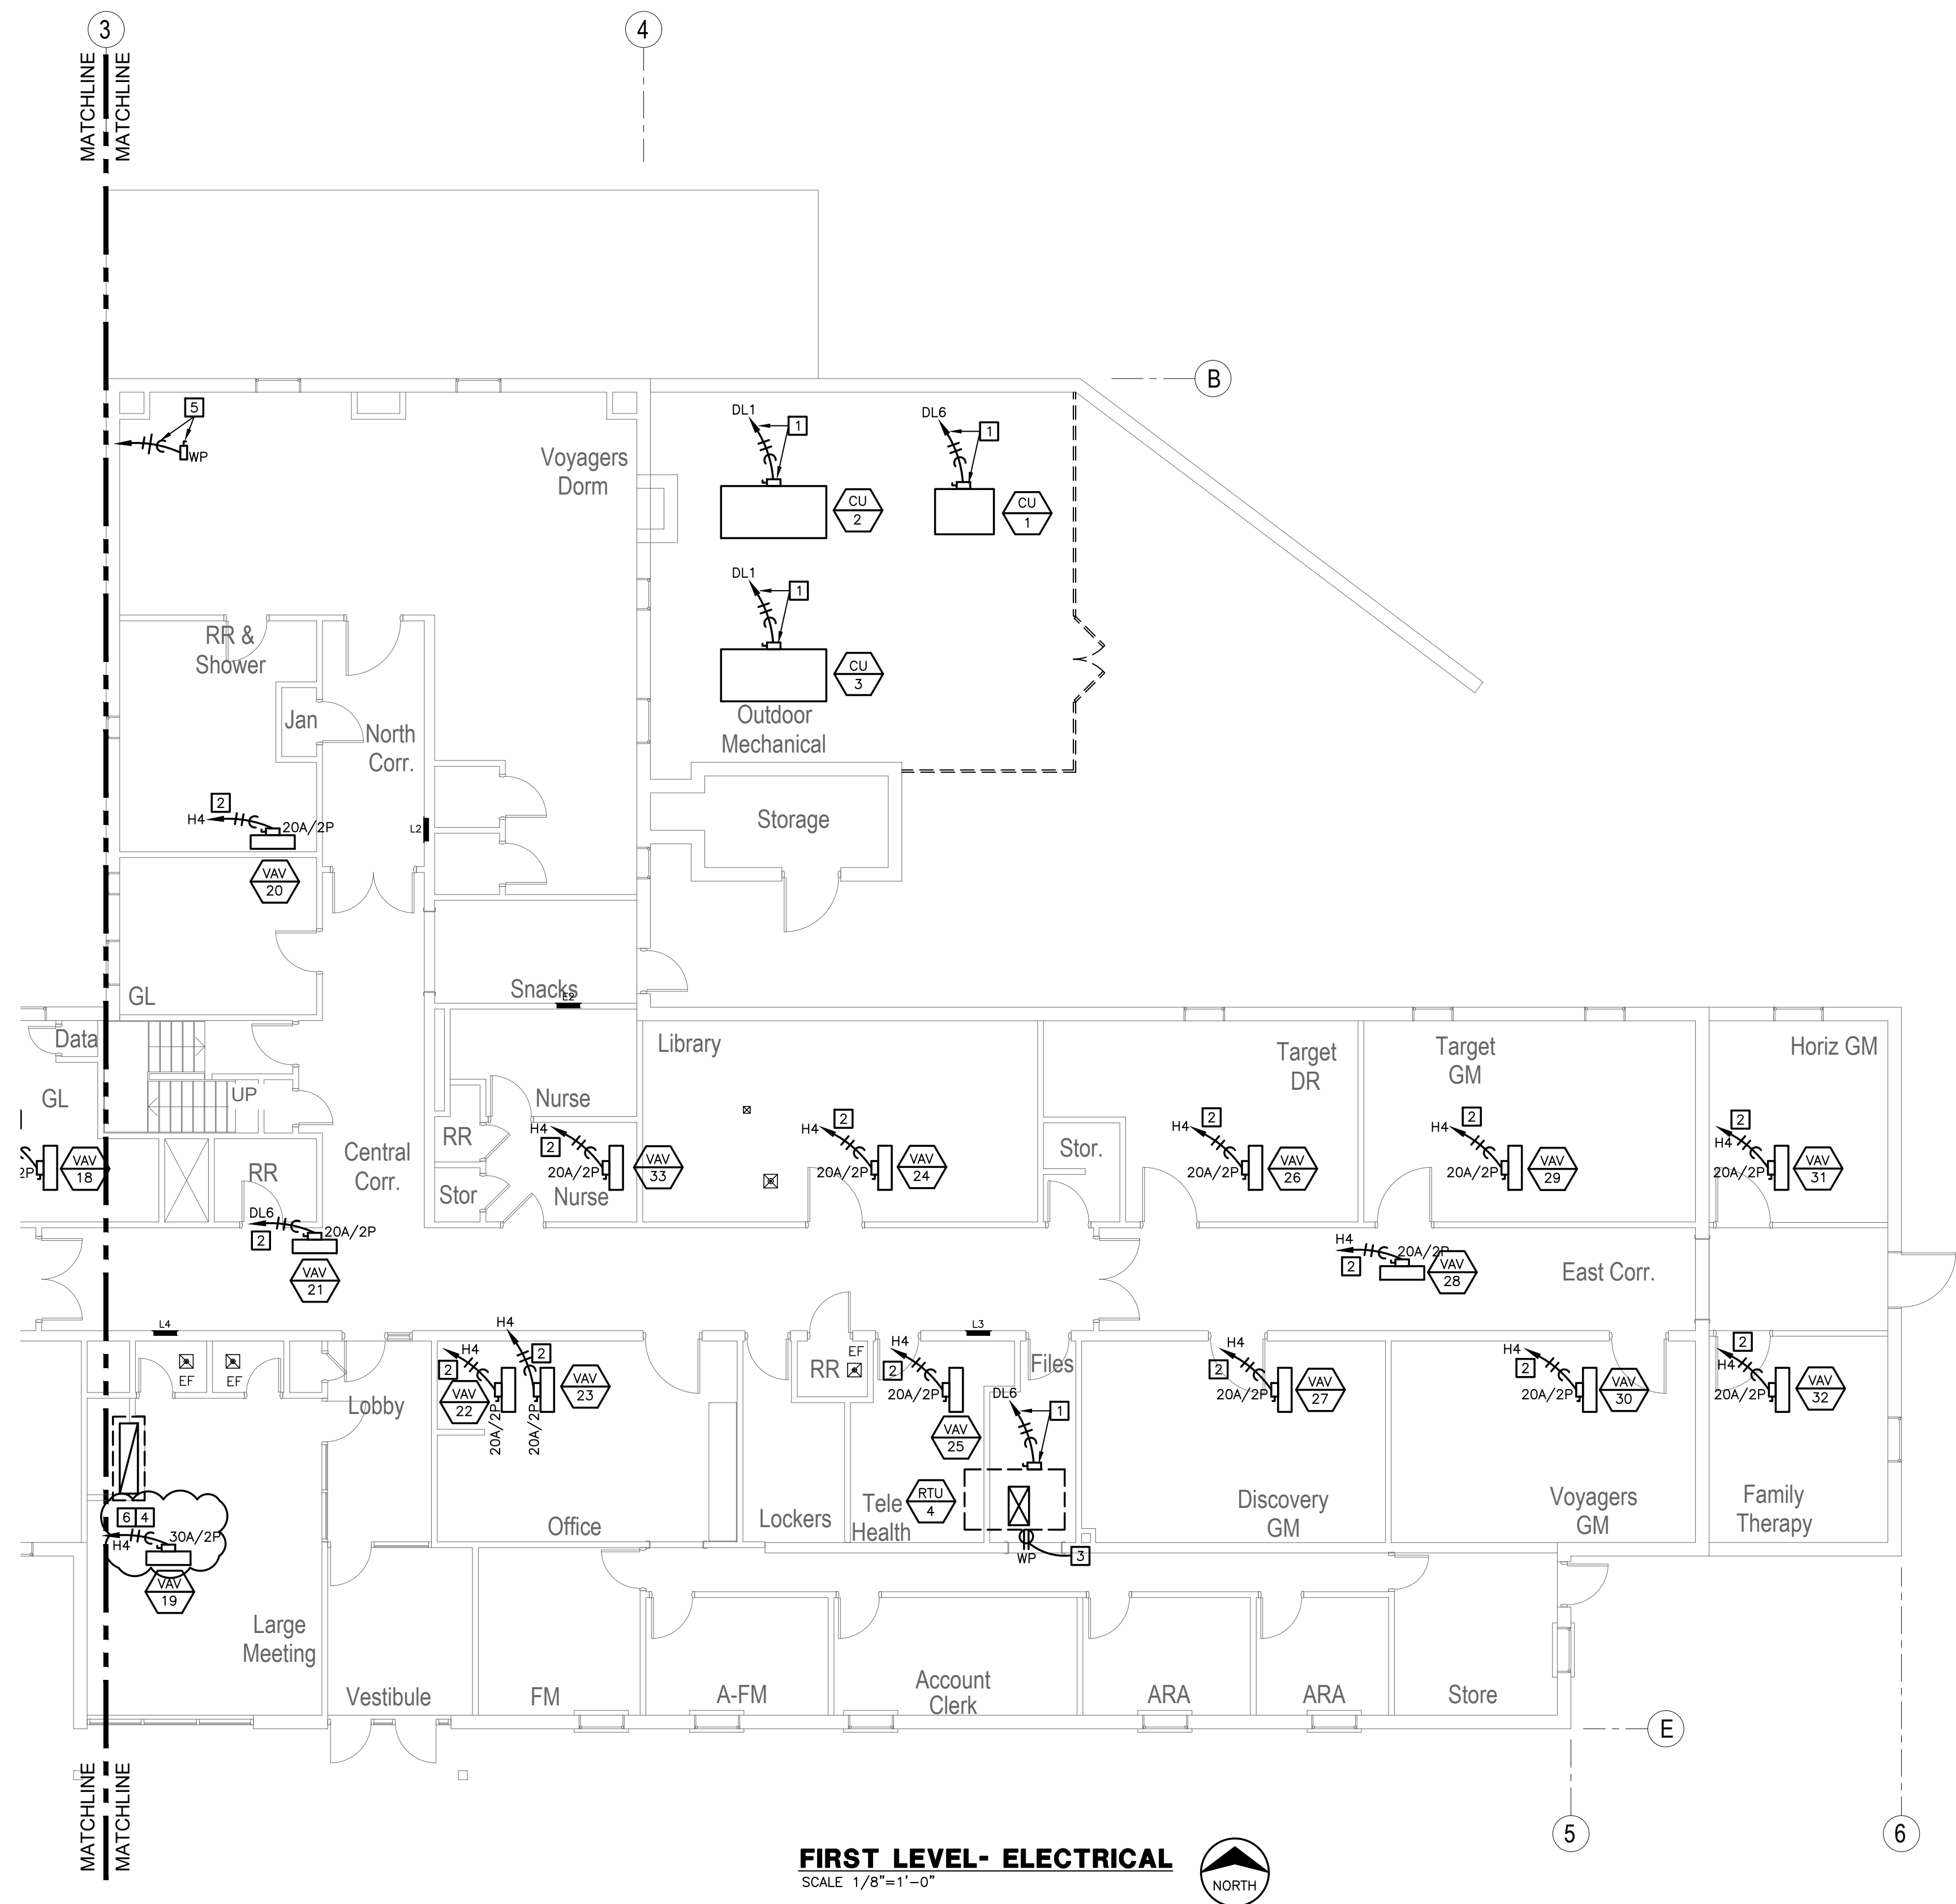 3
4
MATCHLINE
MATCHLINE
B
5
WP
Voyagers
Dorm
DL1
1
CU
2
DL6
1
CU
1
DL1
1
CU
3
Outdoor
Mechanical
RR &
Shower
Jan
North
Corr.
2
H4
20A/2P
L2
VAV
20
Storage
GL
Snacks
E2
Data
GL
UP
Library
Target
DR
Target
GM
Horiz GM
Nurse
RR
Stor
Nurse
H4
2
20A/2P
VAV
33
2
H4
20A/2P
VAV
24
Stor.
2
H4
20A/2P
VAV
26
2
H4
20A/2P
VAV
29
2
H4
20A/2P
VAV
31
2P
VAV
18
RR
Central
Corr.
DL6
2
20A/2P
VAV
21
H4
2
20A/2P
VAV
28
East Corr.
L4
EF
EF
Lobby
H4
2
VAV
22
20A/2P
H4
2
VAV
23
20A/2P
Office
RR
EF
Lockers
H4
2
20A/2P
VAV
25
L3
Files
DL6
1
RTU
4
Tele
Health
WP
3
H4
2
20A/2P
VAV
27
Discovery
GM
H4
2
20A/2P
VAV
30
Voyagers
GM
2
H4
20A/2P
VAV
32
Family
Therapy
6 4
H4
30A/2P
VAV
19
Large
Meeting
Vestibule
FM
A-FM
Account
Clerk
ARA
ARA
Store
E
MATCHLINE
MATCHLINE
5
6
FIRST LEVEL- ELECTRICAL
SCALE 1/8"=1'-0"
NORTH